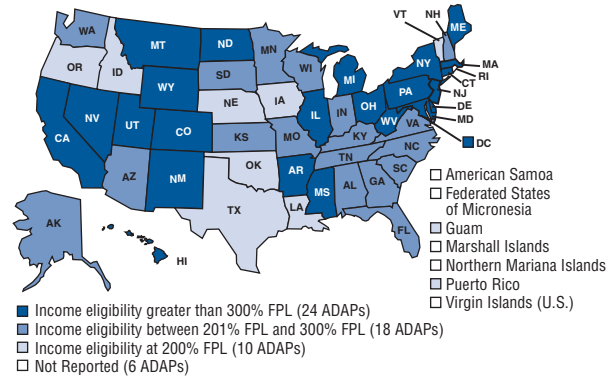 VT NH ME
WA MT ND MN
OR ID SD WI MI NY MA
WY RI
CT
NE IA PA NJ
NV UT CO IL IN OH DE
CA WV MD
KS MO KY VA DC
AZ NM OK AR TN NC
SC
MS AL GA
TX LA
AK FL
HI
American Samoa
Federated States
of Micronesia
Guam
Marshall Islands
Northern Mariana Islands
Puerto Rico
Virgin Islands (U.S.)
Income eligibility greater than 300% FPL (24 ADAPs)
Income eligibility between 201% FPL and 300% FPL (18 ADAPs)
Income eligibility at 200% FPL (10 ADAPs)
Not Reported (6 ADAPs)